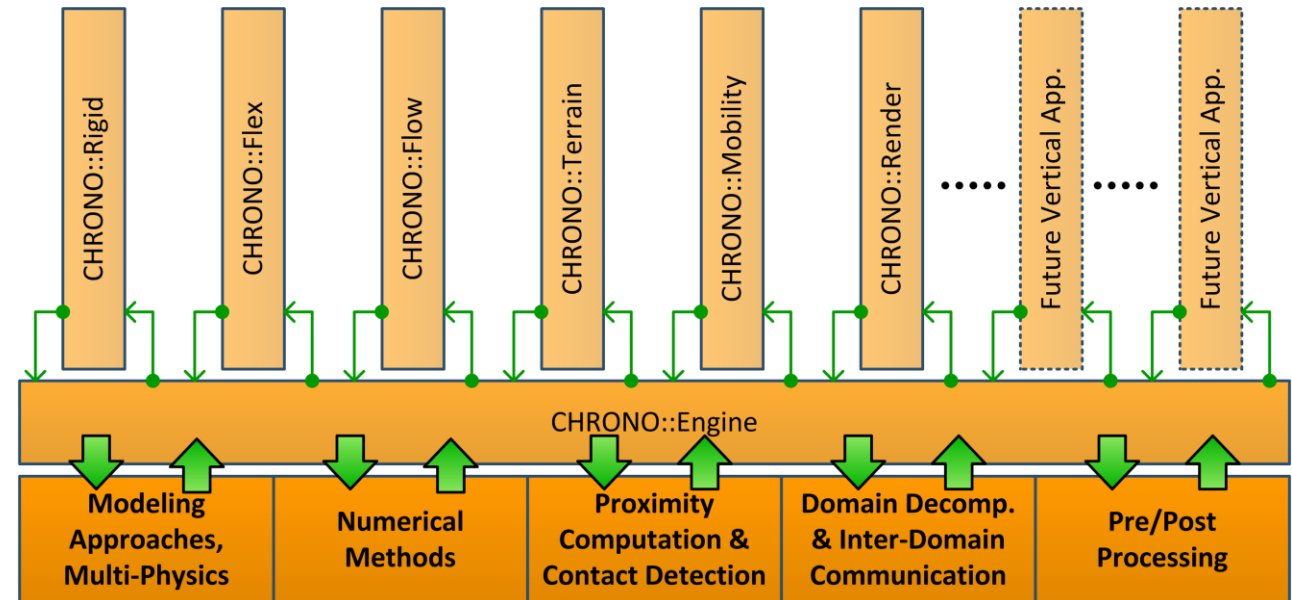 CHRONO::Rigid
CHRONO::Flex
CHRONO::Flow
CHRONO::Terrain
CHRONO::Mobility
CHRONO::Render
Future Vertical App.
Future Vertical App.
CHRONO::Engine
Modeling
Approaches,
Multi-Physics
Numerical
Methods
Proximity
Computation &
Contact Detection
Domain Decomp.
& Inter-Domain
Communication
Pre/Post
Processing